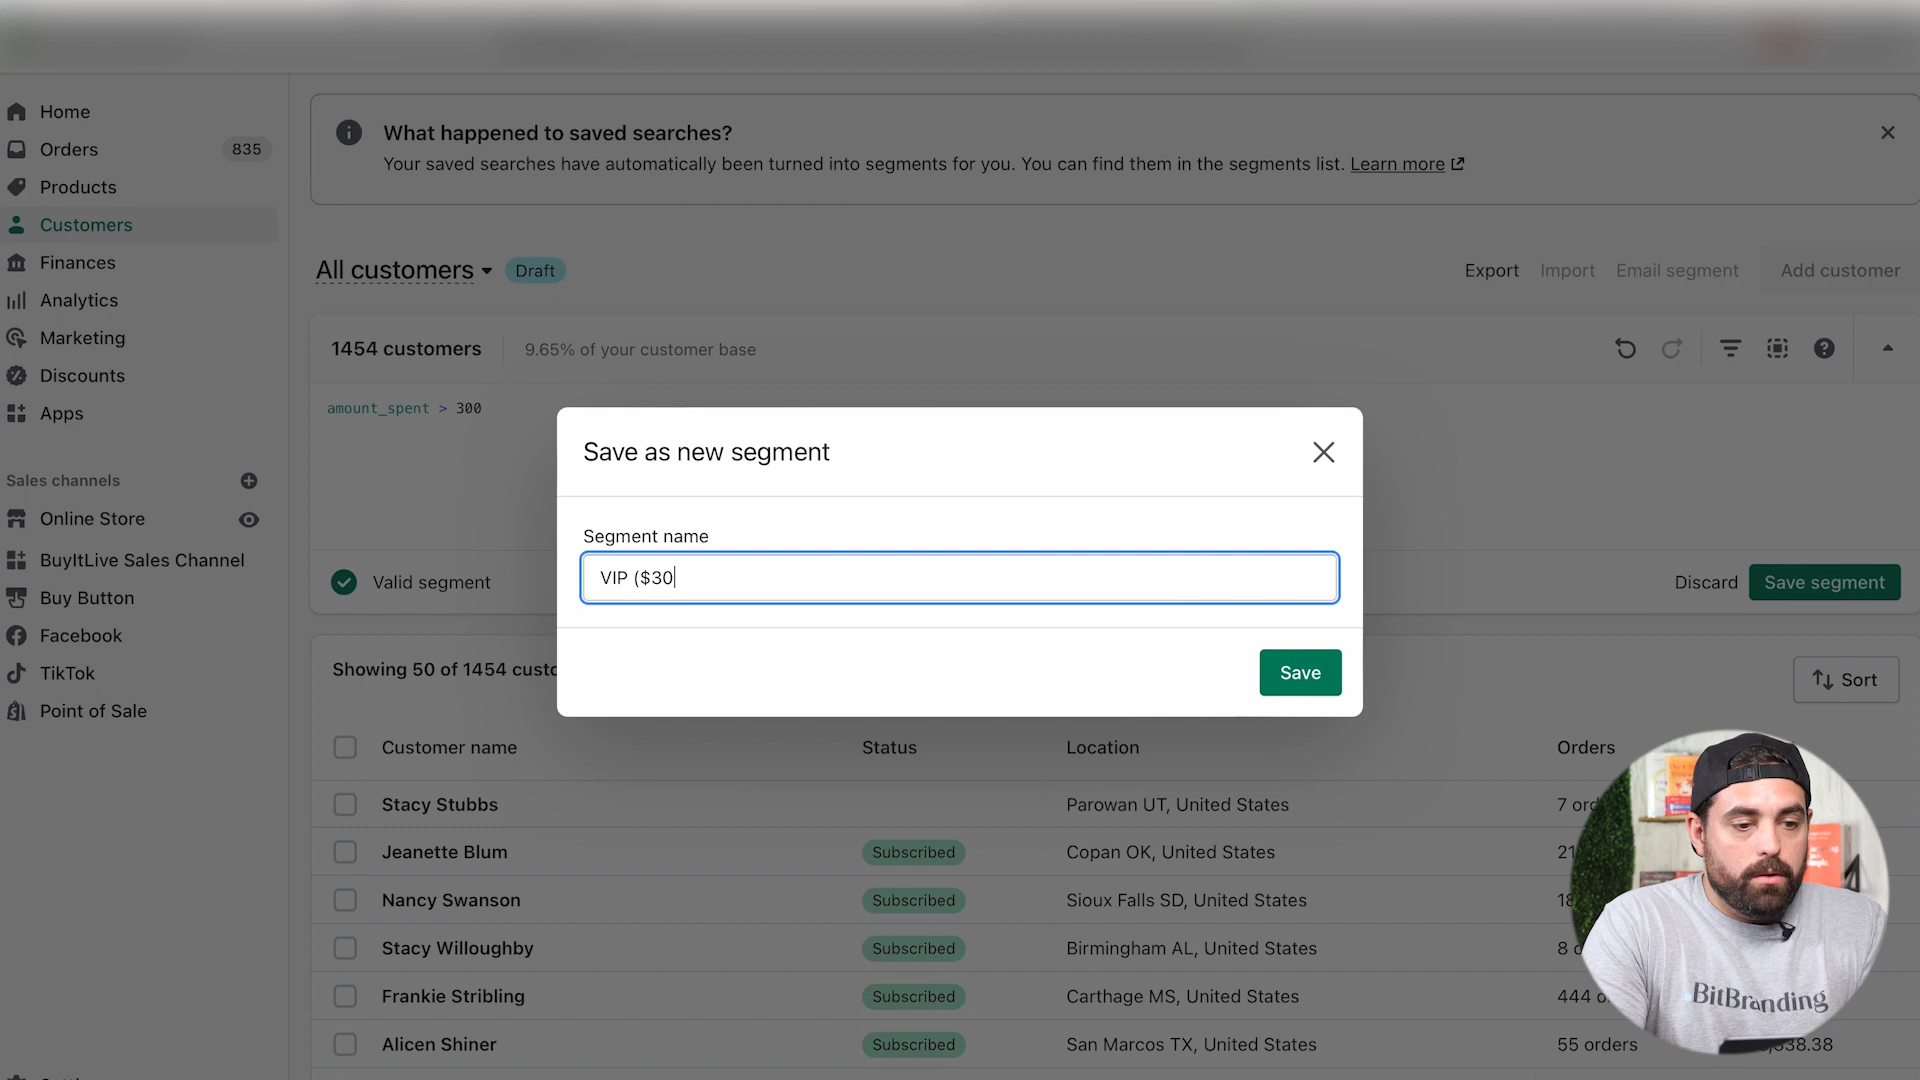 Home
Orders 835
Products
Customers
Finances
Analytics
Marketing
Discounts
Apps
Sales channels
Online Store
BuyItLive Sales Channel
Buy Button
Facebook
TikTok
Point of Sale
What happened to saved searches?
Your saved searches have automatically been turned into segments for you. You can find them in the segments list. Learn more
All customers Draft
Export Import Email segment Add customer
1454 customers 9.65% of your customer base
amount_spent > 300
Save as new segment
Segment name
VIP ($30
Save
Valid segment
Discard Save segment
Showing 50 of 1454
Sort
Customer name Status Location Orders
Stacy Stubbs Parowan UT, United States 7
Jeanette Blum Subscribed Copan OK, United States 21
Nancy Swanson Subscribed Sioux Falls SD, United States 18
Stacy Willoughby Subscribed Birmingham AL, United States 8
Frankie Stribling Subscribed Carthage MS, United States 444
Alicen Shiner Subscribed San Marcos TX, United States 55 orders
BitBranding